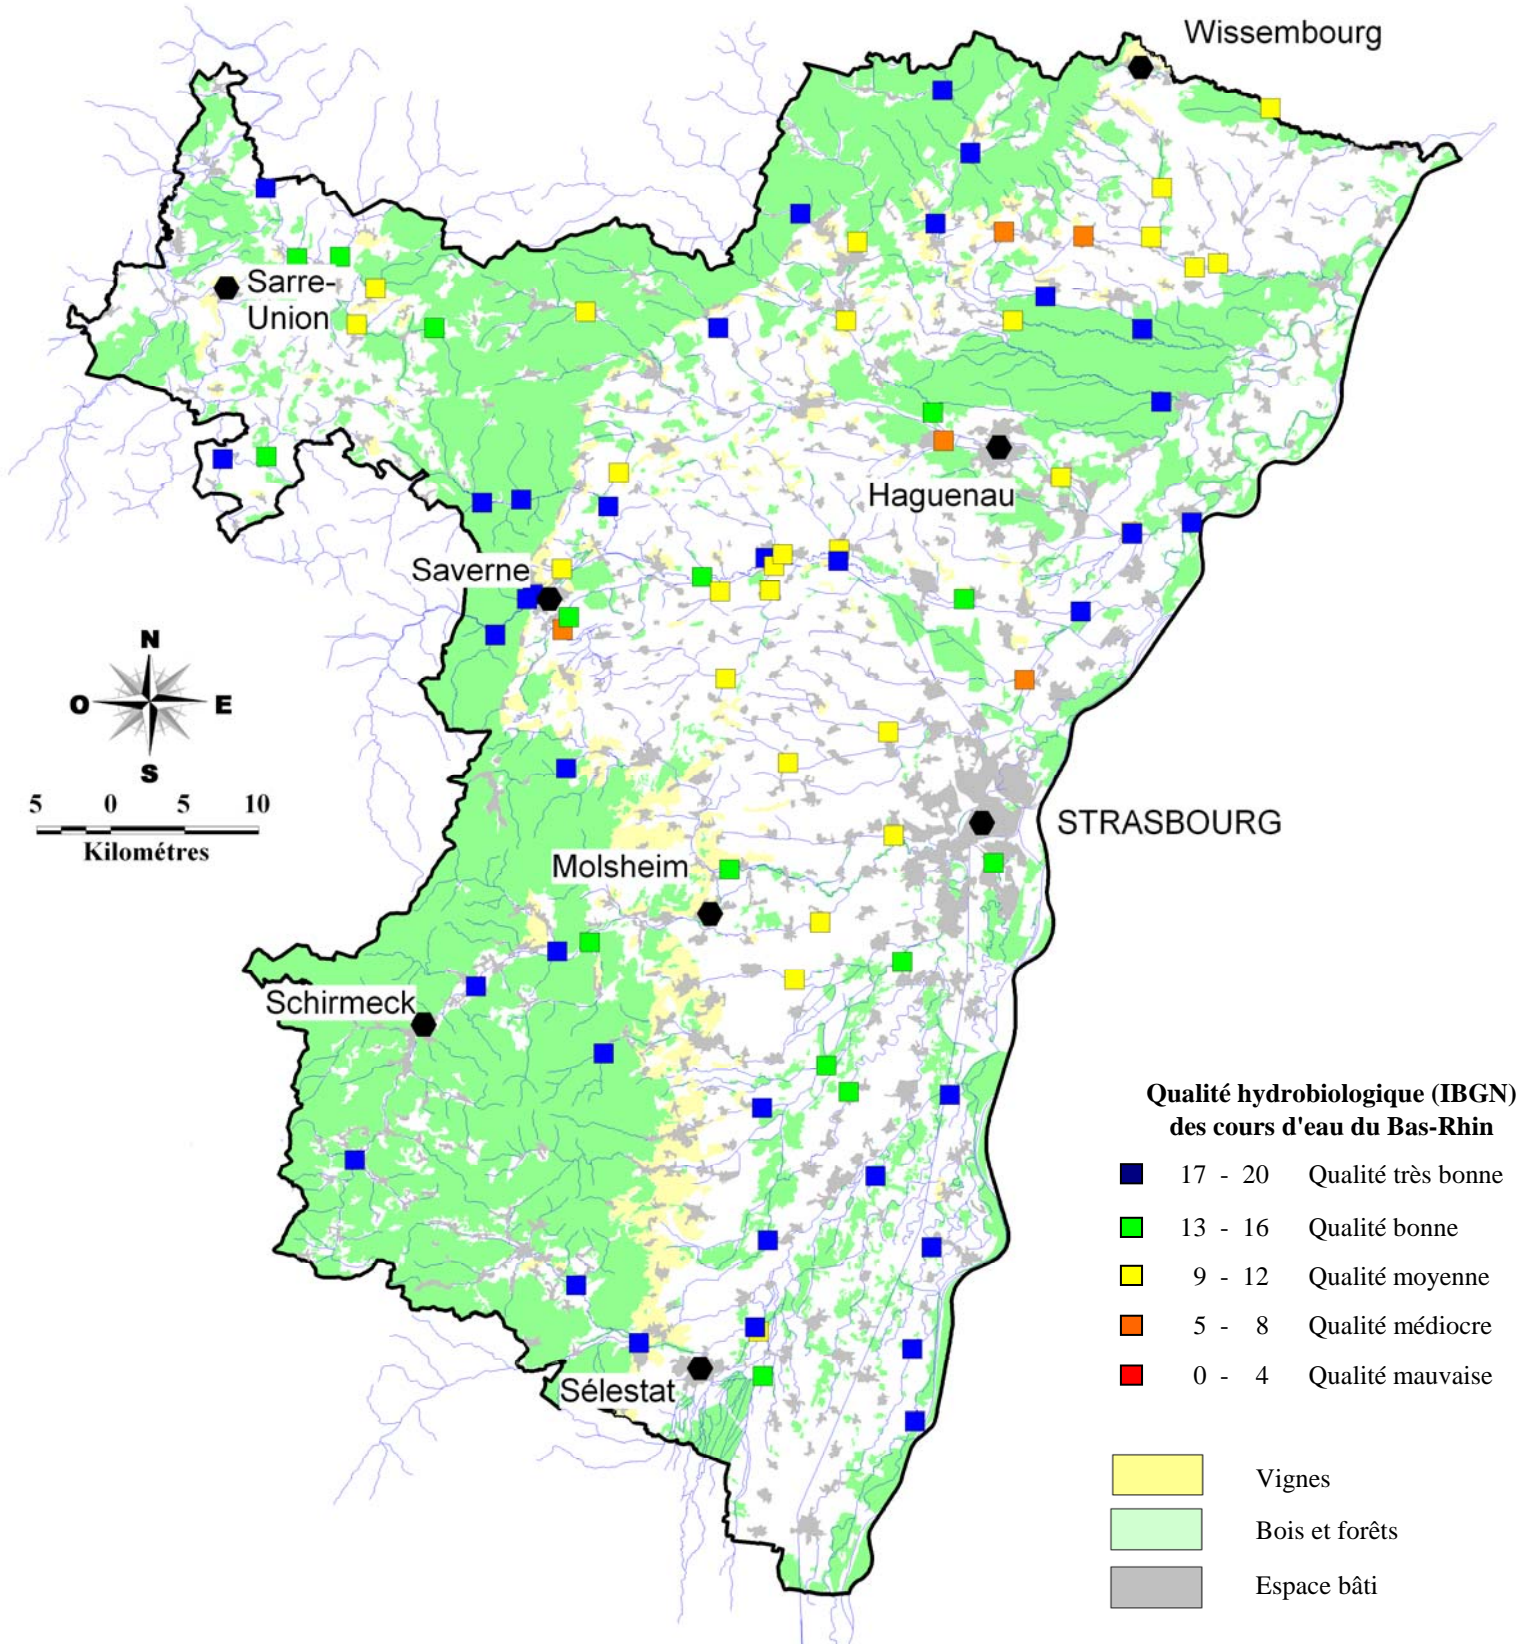 Wissembourg
Sarre-
Union
Haguenau
Saverne
N
O
E
S
5 0 5 10
Kilométres
STRASBOURG
Molsheim
Schirmeck
Sélestat
Qualité hydrobiologique (IBGN)
des cours d'eau du Bas-Rhin
17 - 20 Qualité très bonne
13 - 16 Qualité bonne
9 - 12 Qualité moyenne
5 - 8 Qualité médiocre
0 - 4 Qualité mauvaise
Vignes
Bois et forêts
Espace bâti